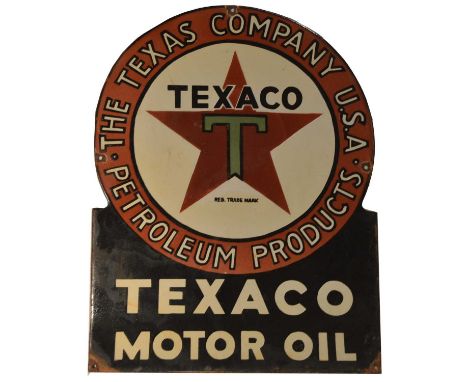 · THE TEXAS COMPANY U.S.A ·
PETROLEUM PRODUCTS
TEXACO
T
REG. TRADE MARK
TEXACO
MOTOR OIL